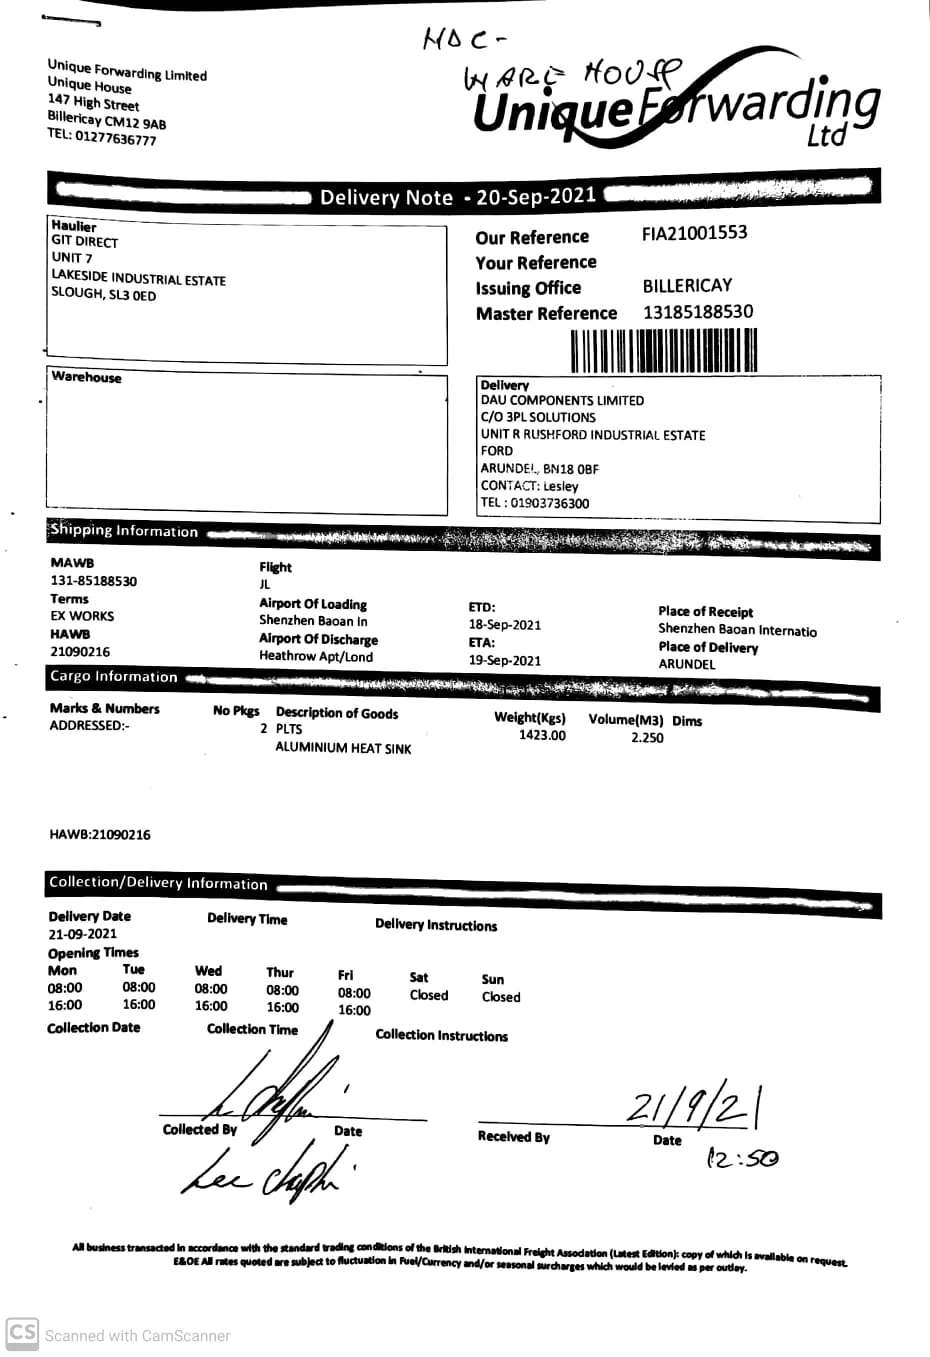 HDC-
WARE HOUSE
Unique Forwarding Limited
Unique House
147 High Street
Billericay CM12 9AB
TEL: 01277636777
UniqueForwarding
Ltd
Delivery Note - 20-Sep-2021
Haulier
GIT DIRECT
UNIT 7
LAKESIDE INDUSTRIAL ESTATE
SLOUGH, SL3 0ED
Our Reference FIA21001553
Your Reference
Issuing Office BILLERICAY
Master Reference 13185188530
Warehouse
Delivery
DAU COMPONENTS LIMITED
C/O 3PL SOLUTIONS
UNIT R RUSHFORD INDUSTRIAL ESTATE
FORD
ARUNDEL, BN18 0BF
CONTACT: Lesley
TEL : 01903736300
Shipping Information
MAWB Flight
131-85188530 JL
Terms Airport Of Loading ETD: Place of Receipt
EX WORKS Shenzhen Baoan In 18-Sep-2021 Shenzhen Baoan Internatio
HAWB Airport Of Discharge ETA: Place of Delivery
21090216 Heathrow Apt/Lond 19-Sep-2021 ARUNDEL
Cargo Information
Marks & Numbers No Pkgs Description of Goods Weight(Kgs) Volume(M3) Dims
ADDRESSED:- 2 PLTS 1423.00 2.250
ALUMINIUM HEAT SINK
HAWB:21090216
Collection/Delivery Information
Delivery Date Delivery Time Delivery Instructions
21-09-2021
Opening Times
Mon Tue Wed Thur Fri Sat Sun
08:00 08:00 08:00 08:00 08:00 Closed Closed
16:00 16:00 16:00 16:00 16:00
Collection Date Collection Time Collection Instructions
21/9/21
Collected By Date Received By Date
12:50
Lee
All business transacted in accordance with the standard trading conditions of the British International Freight Association (Latest Edition): copy of which is available on request.
E&OE All rates quoted are subject to fluctuation in Fuel/Currency and/or seasonal surcharges which would be levied as per outlay.
CS Scanned with CamScanner